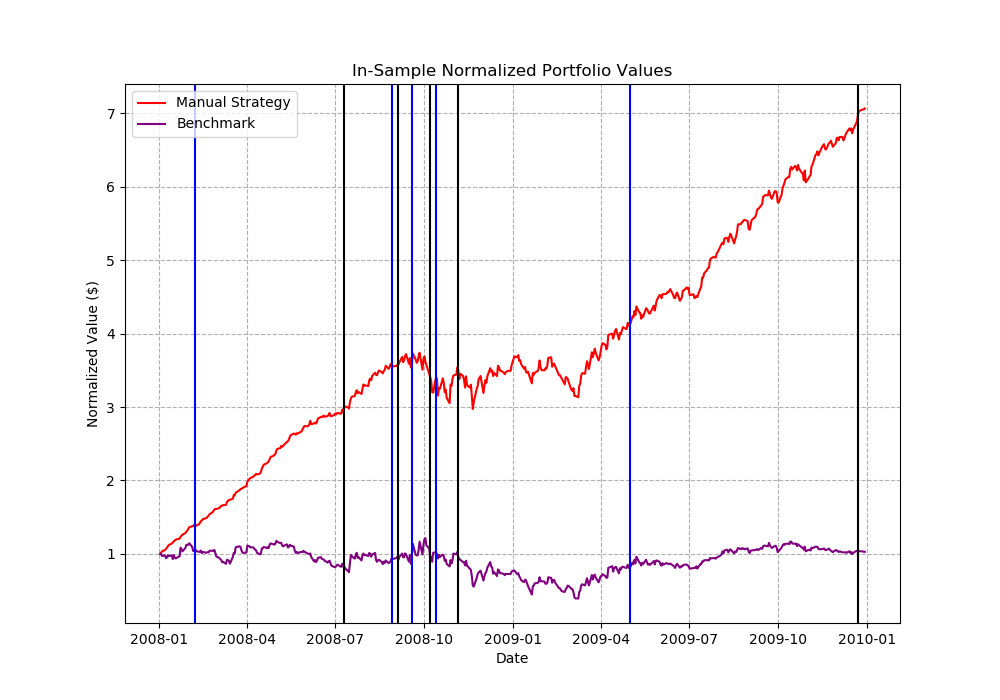 In-Sample Normalized Portfolio Values
Manual Strategy
Benchmark
Normalized Value ($)
7
6
5
4
3
2
1
2008-01 2008-04 2008-07 2008-10 2009-01 2009-04 2009-07 2009-10 2010-01
Date